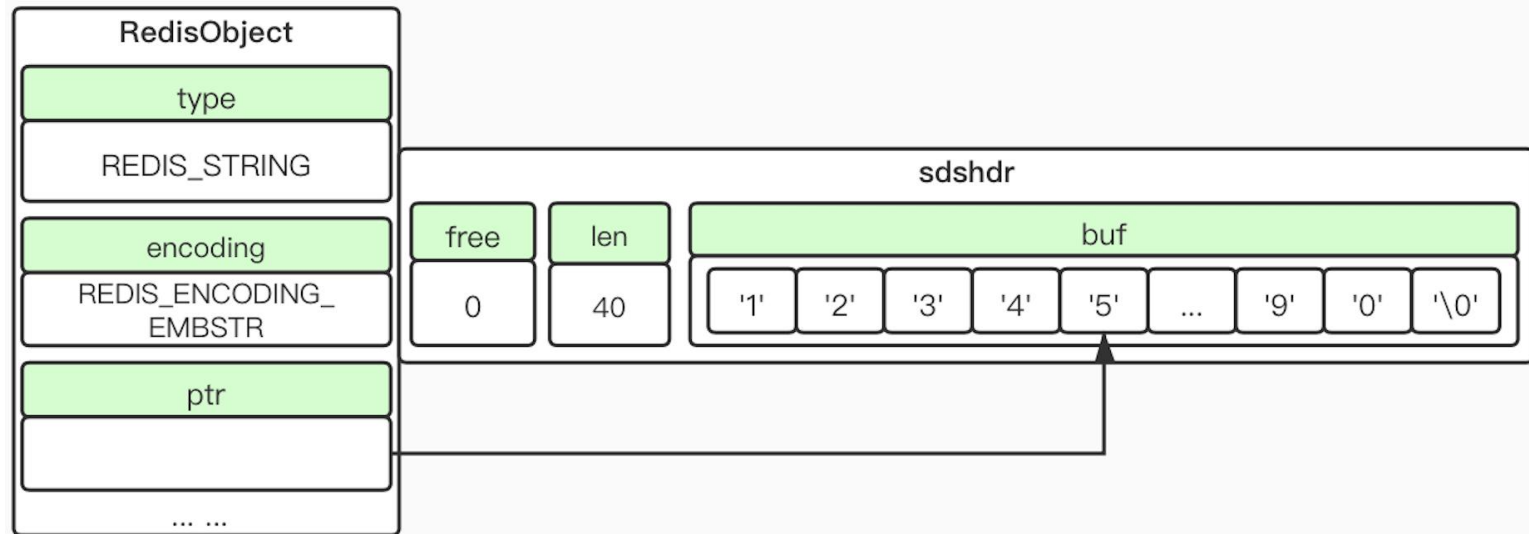 RedisObject
type
REDIS_STRING
encoding
REDIS_ENCODING_
EMBSTR
ptr
... ...
sdshdr
free
len
buf
0
40
'1' '2' '3' '4' '5' ... '9' '0' '\0'